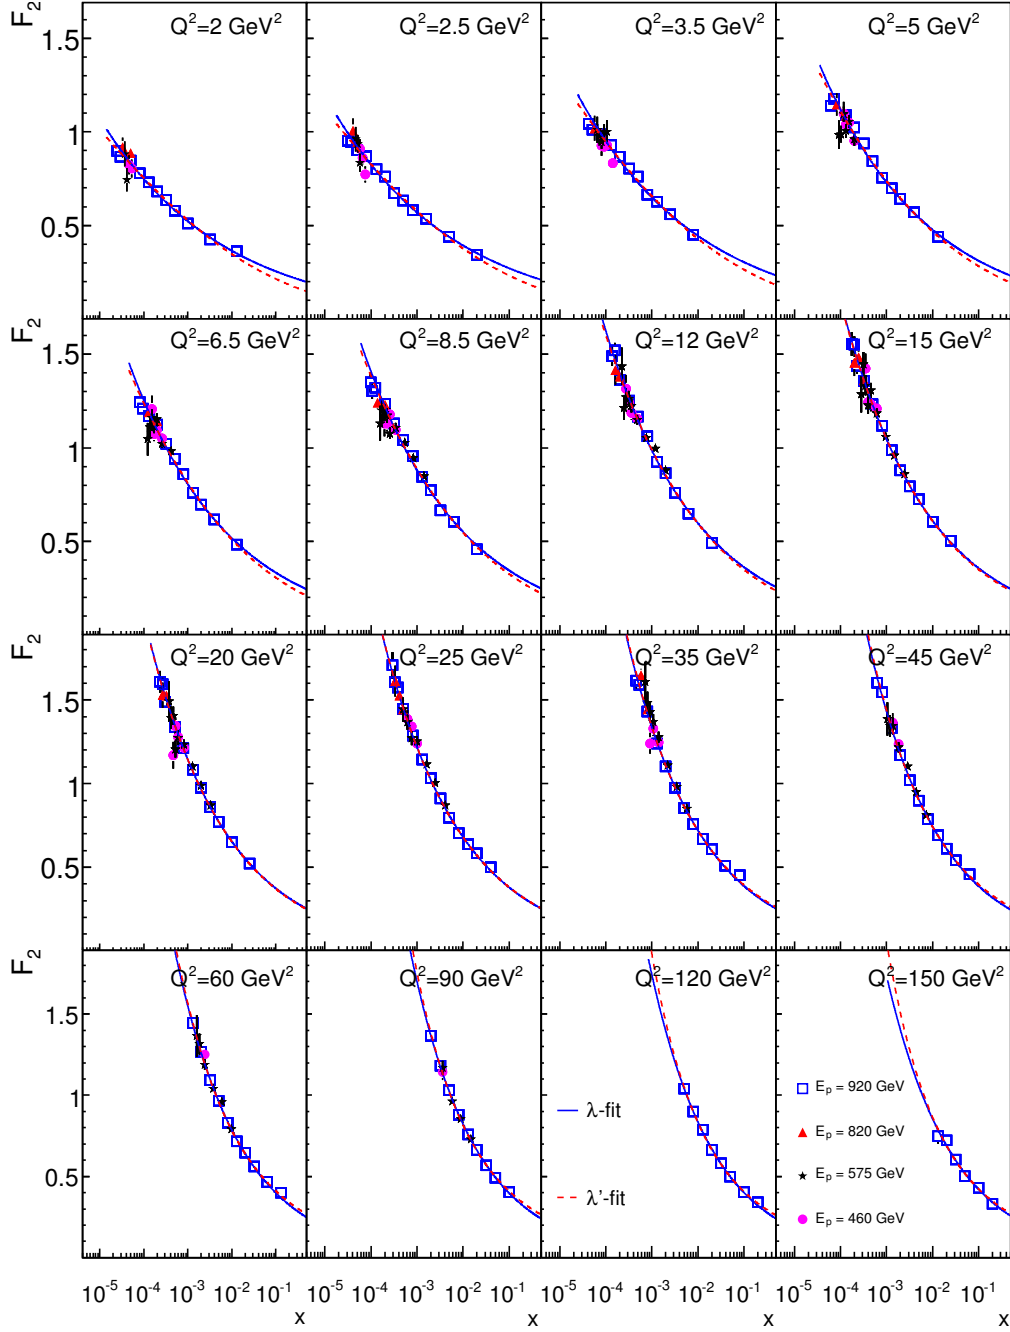 F₂ Q²=2 GeV² Q²=2.5 GeV² Q²=3.5 GeV² Q²=5 GeV²
1.5
1
0.5
F₂ Q²=6.5 GeV² Q²=8.5 GeV² Q²=12 GeV² Q²=15 GeV²
1.5
1
0.5
F₂ Q²=20 GeV² Q²=25 GeV² Q²=35 GeV² Q²=45 GeV²
1.5
1
0.5
F₂ Q²=60 GeV² Q²=90 GeV² Q²=120 GeV² Q²=150 GeV²
1.5
1
0.5
λ-fit
λ'-fit
Eₚ = 920 GeV
Eₚ = 820 GeV
Eₚ = 575 GeV
Eₚ = 460 GeV
10⁻⁵ 10⁻⁴ 10⁻³ 10⁻² 10⁻¹ 10⁻⁵ 10⁻⁴ 10⁻³ 10⁻² 10⁻¹ 10⁻⁵ 10⁻⁴ 10⁻³ 10⁻² 10⁻¹ 10⁻⁵ 10⁻⁴ 10⁻³ 10⁻² 10⁻¹
x x x x